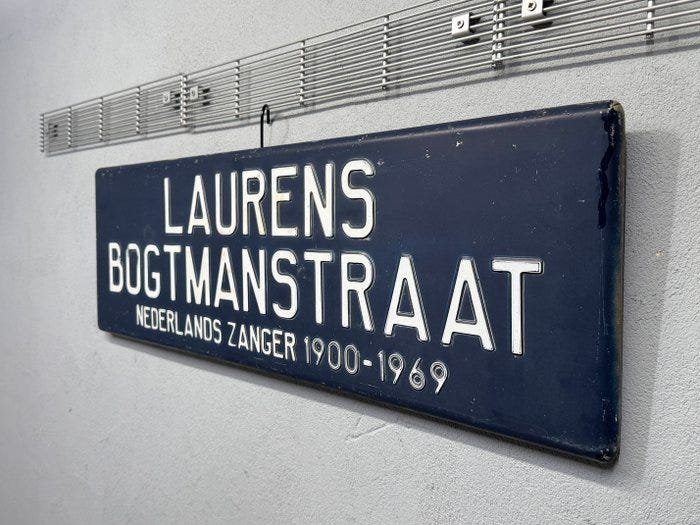 LAURENS
BOGTMANSTRAAT
NEDERLANDS ZANGER 1900-1969